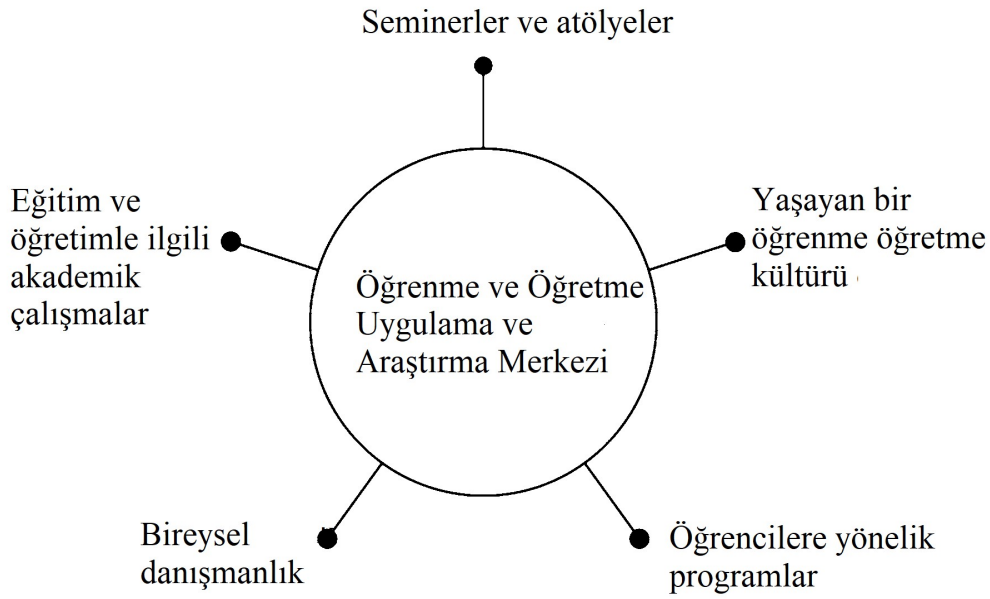 Seminerler ve atölyeler
Eğitim ve
öğretimle ilgili
akademik
çalışmalar
Yaşayan bir
öğrenme öğretme
kültürü
Öğrenme ve Öğretme
Uygulama ve
Araştırma Merkezi
Bireysel
danışmanlık
Öğrencilere yönelik
programlar